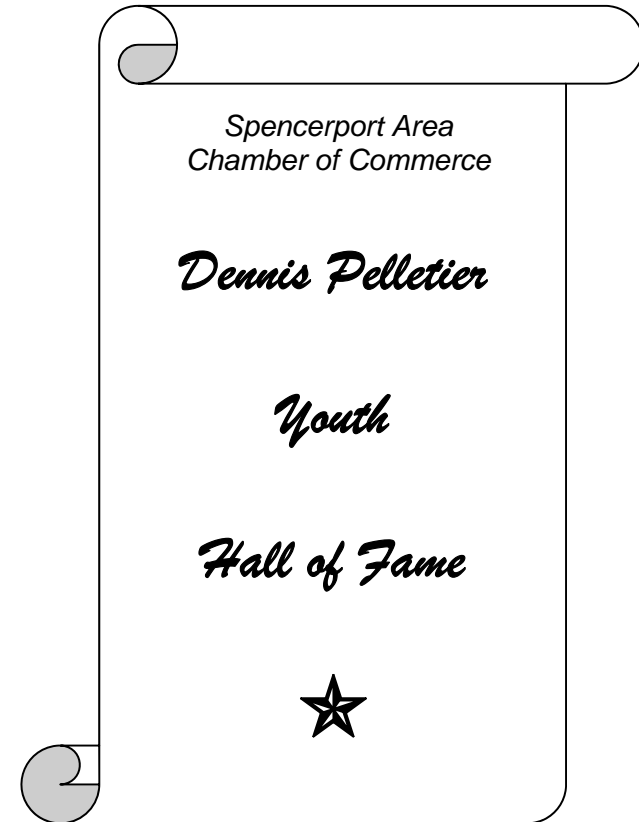 Spencerport Area
Chamber of Commerce
Dennis Pelletier
Youth
Hall of Fame